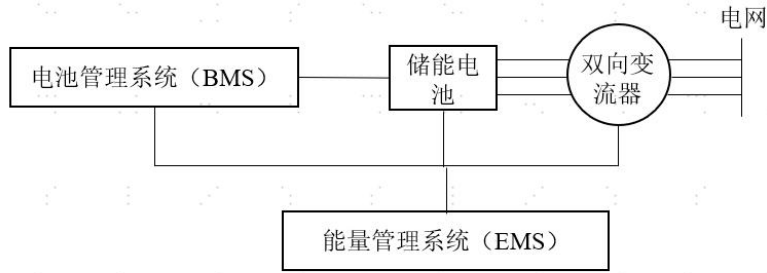 电网
电池管理系统（BMS）
储能电
池
双向变
流器
能量管理系统（EMS）